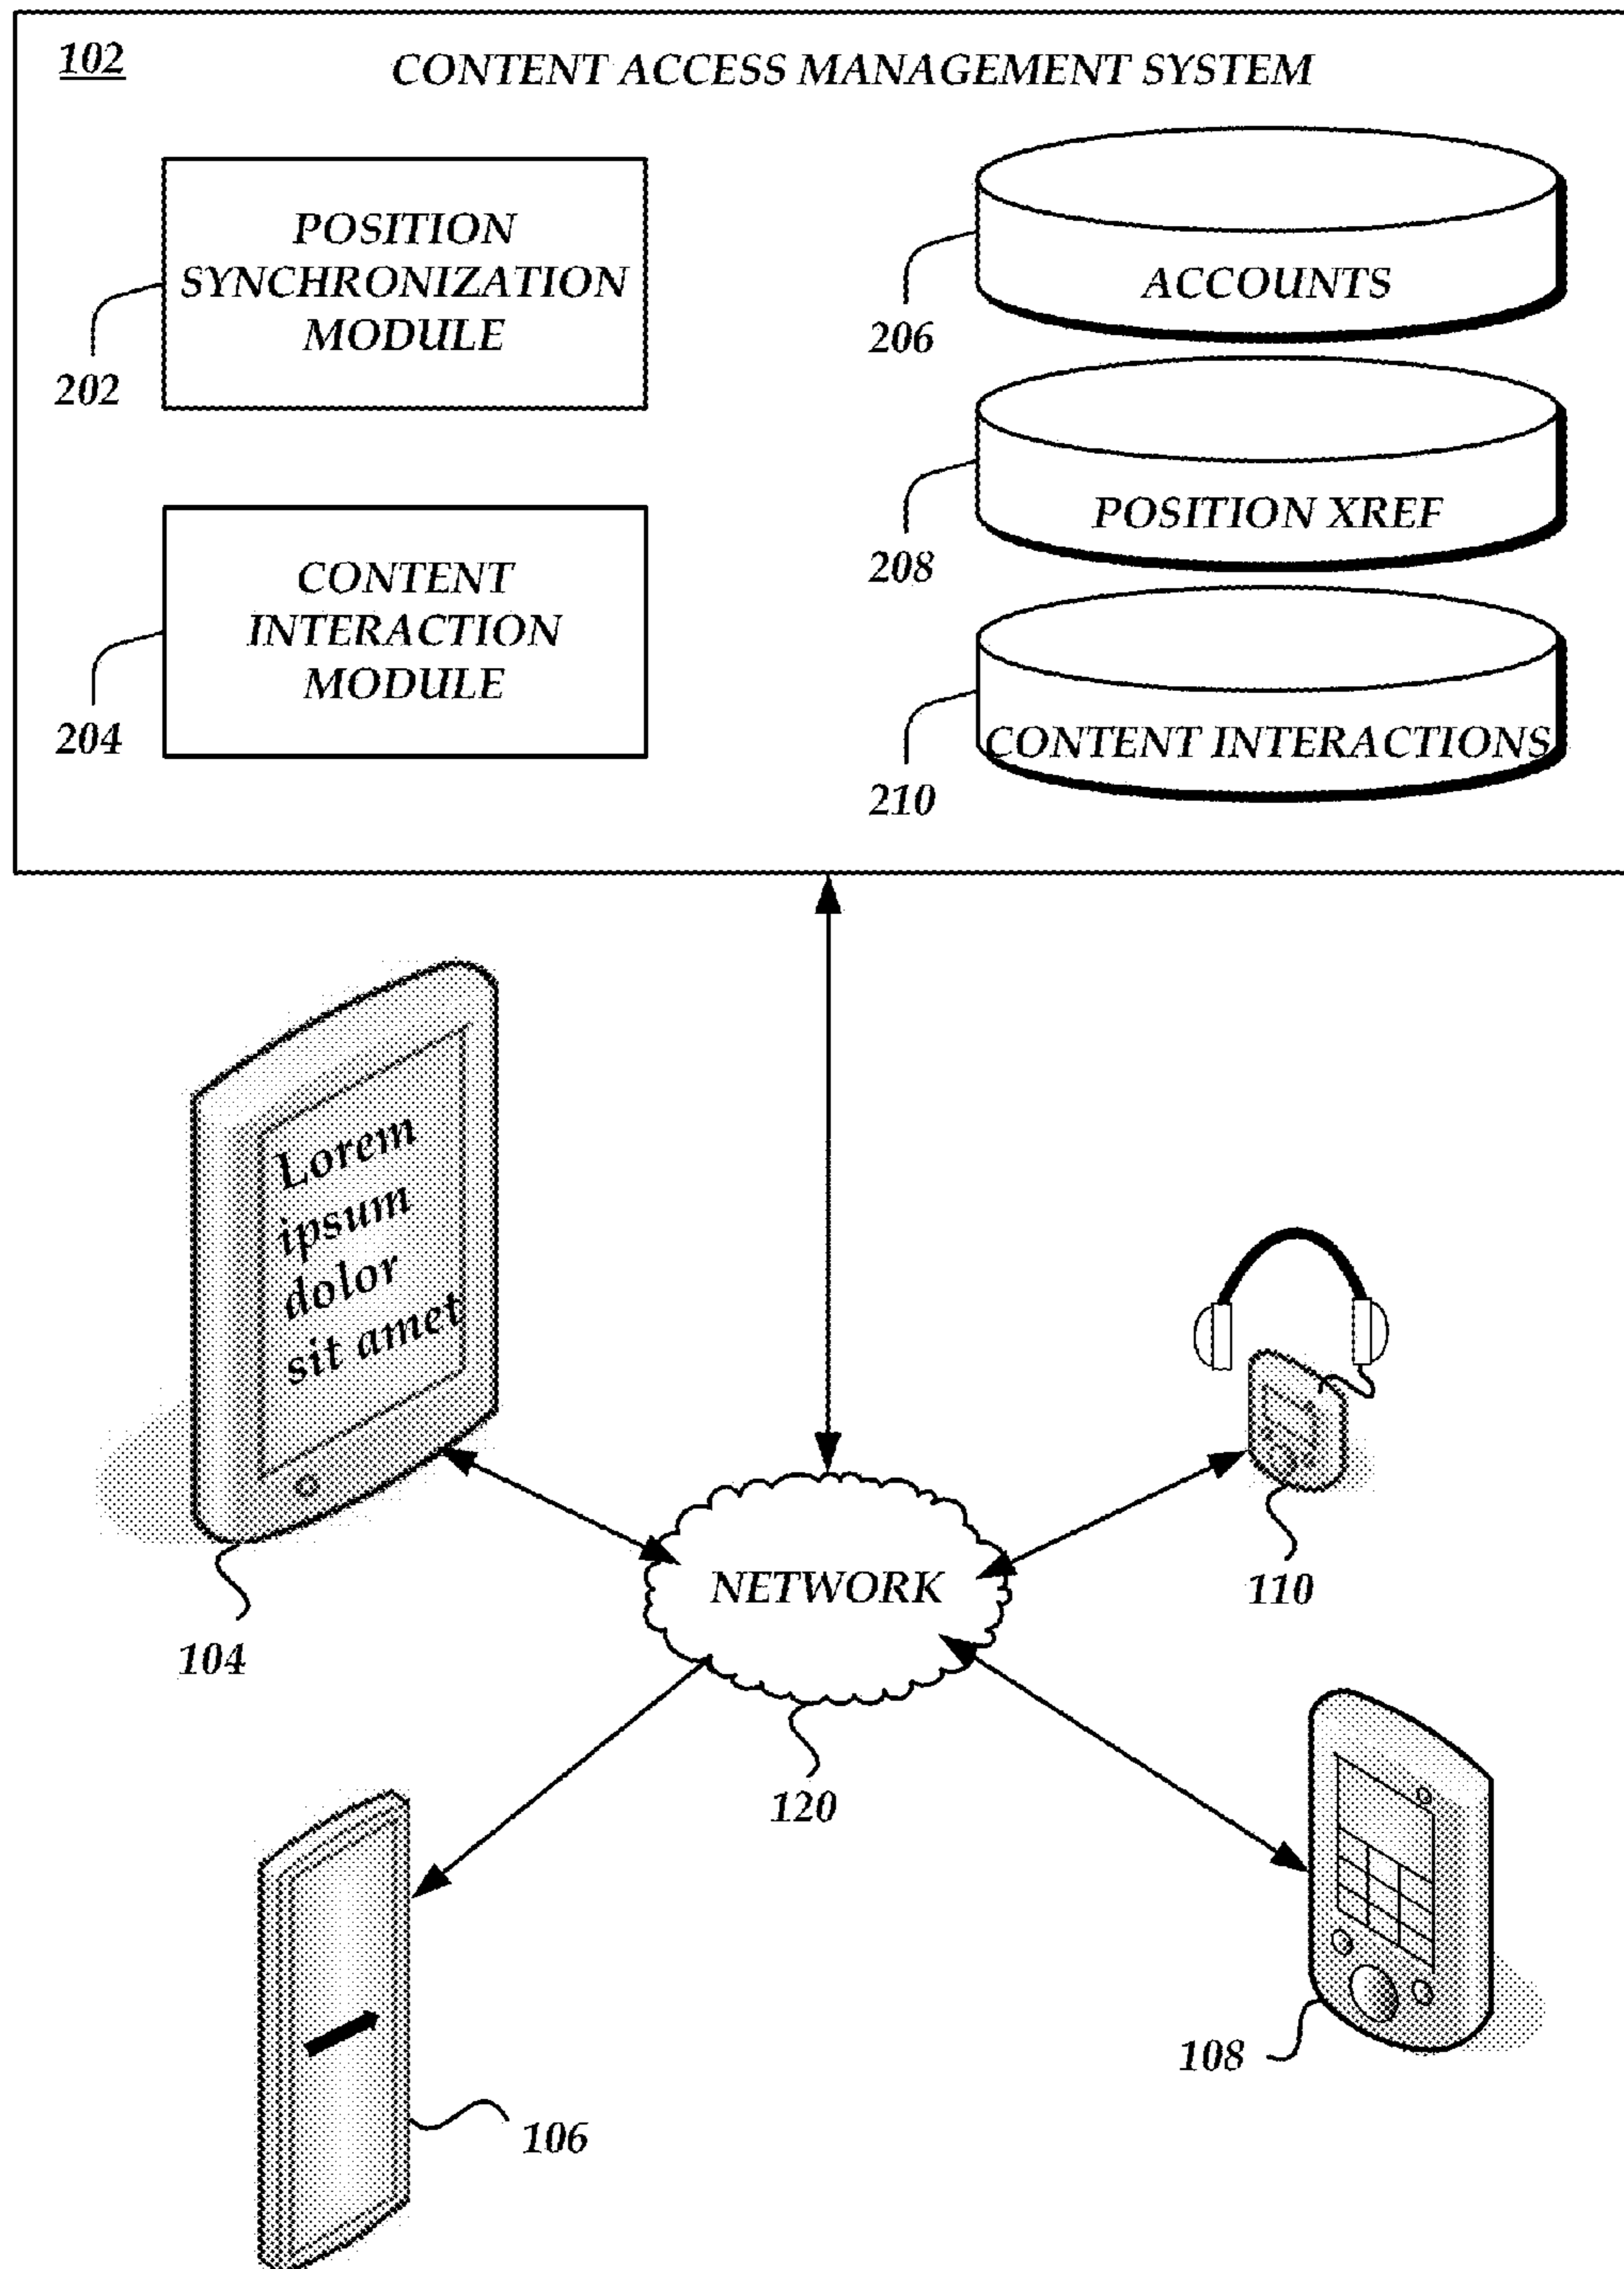 102
CONTENT ACCESS MANAGEMENT SYSTEM
POSITION
SYNCHRONIZATION
MODULE
202
CONTENT
INTERACTION
MODULE
204
ACCOUNTS
206
POSITION XREF
208
CONTENT INTERACTIONS
210
Lorem
ipsum
dolor
sit amet
104
110
NETWORK
120
108
106